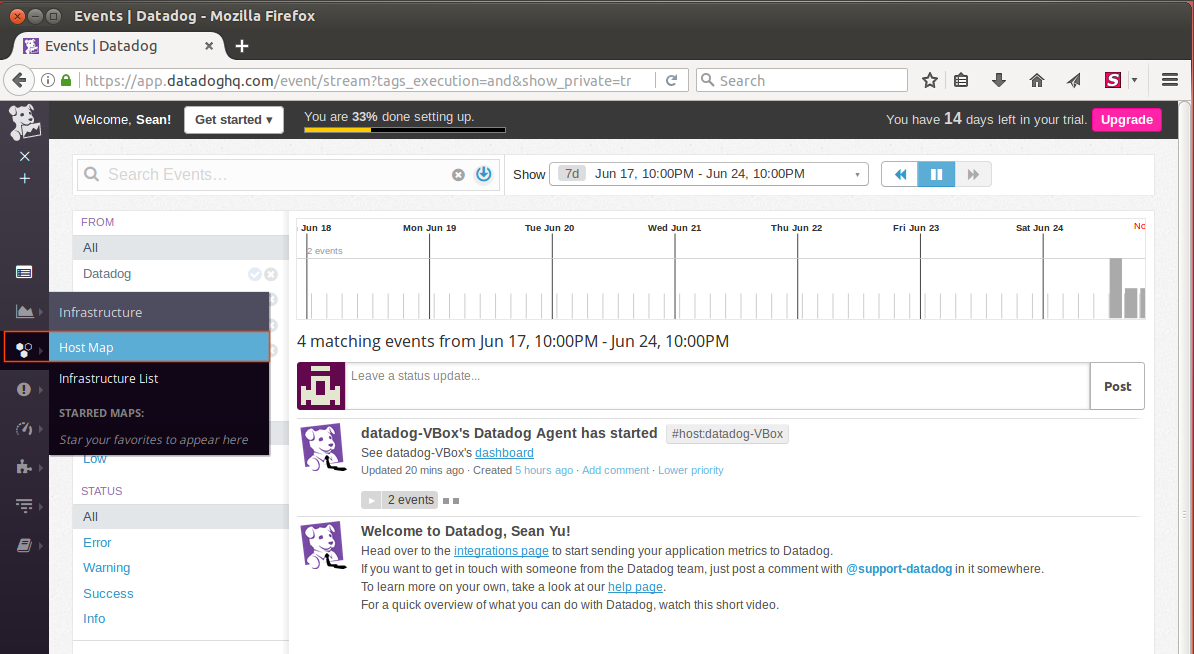 Events | Datadog - Mozilla Firefox
Events | Datadog
https://app.datadoghq.com/event/stream?tags_execution=and&show_private=tr
Search
Welcome, Sean!
Get started ▾
You are 33% done setting up.
You have 14 days left in your trial.
Upgrade
Search Events…
Show
7d
Jun 17, 10:00PM - Jun 24, 10:00PM
FROM
All
Datadog
Infrastructure
Host Map
Infrastructure List
STARRED MAPS:
Star your favorites to appear here
Low
STATUS
All
Error
Warning
Success
Info
Jun 18
Mon Jun 19
Tue Jun 20
Wed Jun 21
Thu Jun 22
Fri Jun 23
Sat Jun 24
2 events
4 matching events from Jun 17, 10:00PM - Jun 24, 10:00PM
Leave a status update...
Post
datadog-VBox's Datadog Agent has started #host:datadog-VBox
See datadog-VBox's dashboard
Updated 20 mins ago · Created 5 hours ago · Add comment · Lower priority
2 events
Welcome to Datadog, Sean Yu!
Head over to the integrations page to start sending your application metrics to Datadog.
If you want to get in touch with someone from the Datadog team, just post a comment with @support-datadog in it somewhere.
To learn more on your own, take a look at our help page.
For a quick overview of what you can do with Datadog, watch this short video.